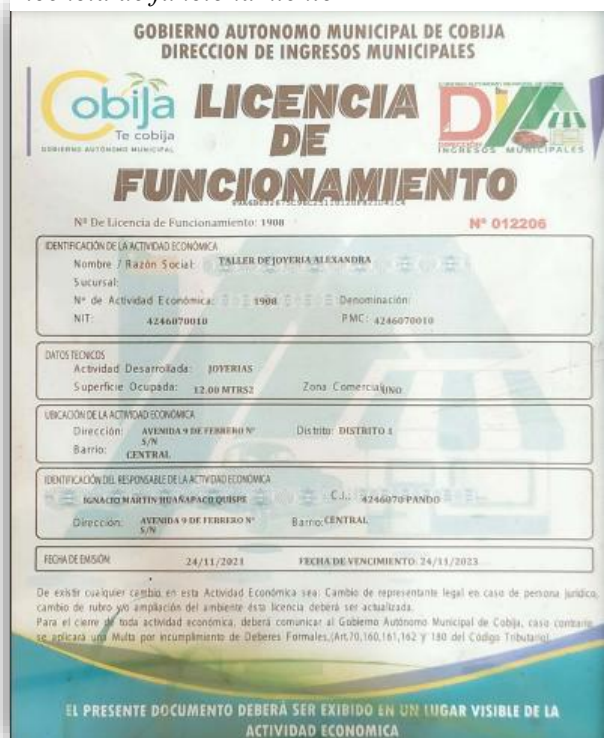 GOBIERNO AUTONOMO MUNICIPAL DE COBIJA
DIRECCION DE INGRESOS MUNICIPALES
Cobija
Te cobija
GOBIERNO AUTÓNOMO MUNICIPAL
LICENCIA
DE
FUNCIONAMIENTO
INGRESOS MUNICIPALES
Nº De Licencia de Funcionamiento: 1908
Nº 012206
IDENTIFICACIÓN DE LA ACTIVIDAD ECONÓMICA
Nombre / Razón Social: TALLER DE JOYERIA ALEXANDRA
Sucursal:
Nº de Actividad Económica: 1908 Denominación:
NIT: 4246070010 PMC: 4246070010
DATOS TECNICOS
Actividad Desarrollada: JOYERIAS
Superficie Ocupada: 12.00 MTRS2 Zona Comercial: UNO
UBICACIÓN DE LA ACTIVIDAD ECONÓMICA
Dirección: AVENIDA 9 DE FEBRERO Nº S/N Distrito: DISTRITO 1
Barrio: CENTRAL
IDENTIFICACIÓN DEL RESPONSABLE DE LA ACTIVIDAD ECONÓMICA
IGNACIO MARTIN HUAÑAPACO QUISPE C.I.: 4246070 PANDO
Dirección: AVENIDA 9 DE FEBRERO Nº S/N Barrio: CENTRAL
FECHA DE EMISIÓN: 24/11/2021 FECHA DE VENCIMIENTO: 24/11/2023
De existir cualquier cambio en esta Actividad Económica sea: Cambio de representante legal en caso de persona Jurídico,
cambio de rubro y/o ampliación del ambiente ésta licencia deberá ser actualizada.
Para el cierre de toda actividad económica, deberá comunicar al Gobierno Autónomo Municipal de Cobija, caso contrario
se aplicará una Multa por incumplimiento de Deberes Formales,(Art.70,160,161,162 y 180 del Código Tributario).
EL PRESENTE DOCUMENTO DEBERÁ SER EXIBIDO EN UN LUGAR VISIBLE DE LA
ACTIVIDAD ECONOMICA